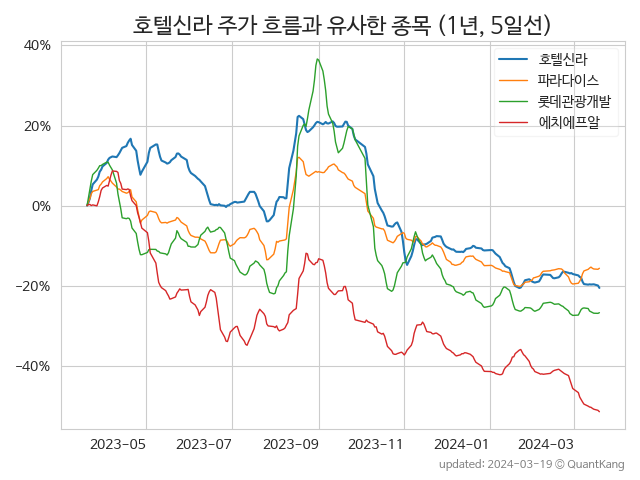 호텔신라 주가 흐름과 유사한 종목 (1년, 5일선)
40%
20%
0%
−20%
−40%
호텔신라
파라다이스
롯데관광개발
에치에프알
2023-05 2023-07 2023-09 2023-11 2024-01 2024-03
updated: 2024-03-19 © QuantKang